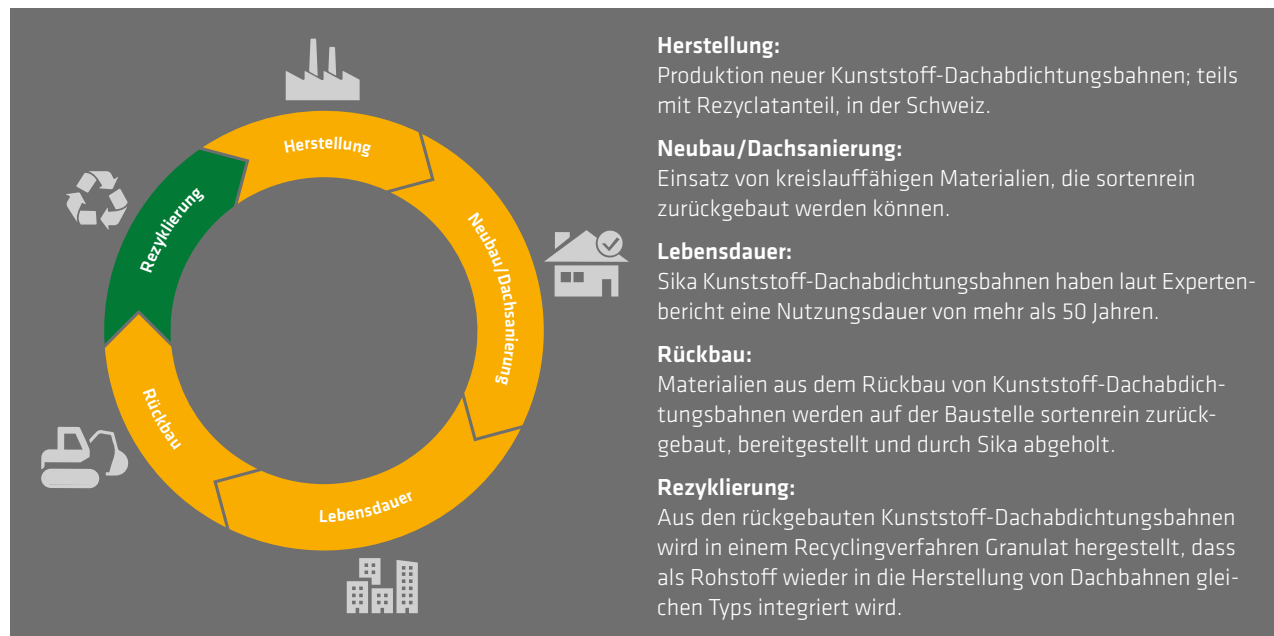 Herstellung
Neubau/Dachsanierung
Lebensdauer
Rückbau
Rezyklierung
Herstellung:
Produktion neuer Kunststoff-Dachabdichtungsbahnen; teils
mit Rezyclatanteil, in der Schweiz.
Neubau/Dachsanierung:
Einsatz von kreislauffähigen Materialien, die sortenrein
zurückgebaut werden können.
Lebensdauer:
Sika Kunststoff-Dachabdichtungsbahnen haben laut Experten-
bericht eine Nutzungsdauer von mehr als 50 Jahren.
Rückbau:
Materialien aus dem Rückbau von Kunststoff-Dachabdich-
tungsbahnen werden auf der Baustelle sortenrein zurück-
gebaut, bereitgestellt und durch Sika abgeholt.
Rezyklierung:
Aus den rückgebauten Kunststoff-Dachabdichtungsbahnen
wird in einem Recyclingverfahren Granulat hergestellt, dass
als Rohstoff wieder in die Herstellung von Dachbahnen glei-
chen Typs integriert wird.